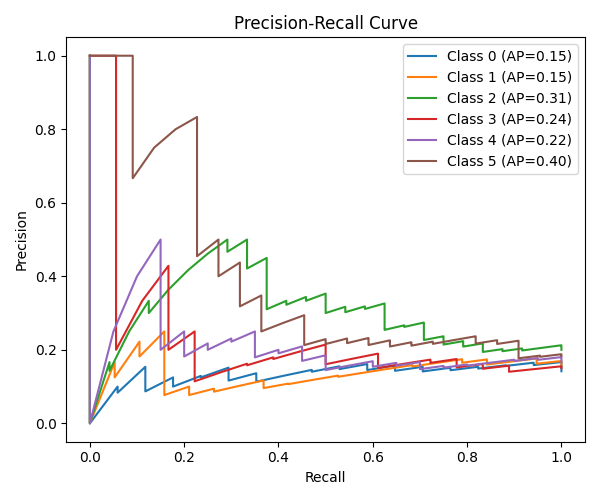 Precision-Recall Curve
1.0
0.8
0.6
0.4
0.2
0.0
Precision
0.0 0.2 0.4 0.6 0.8 1.0
Recall
Class 0 (AP=0.15)
Class 1 (AP=0.15)
Class 2 (AP=0.31)
Class 3 (AP=0.24)
Class 4 (AP=0.22)
Class 5 (AP=0.40)